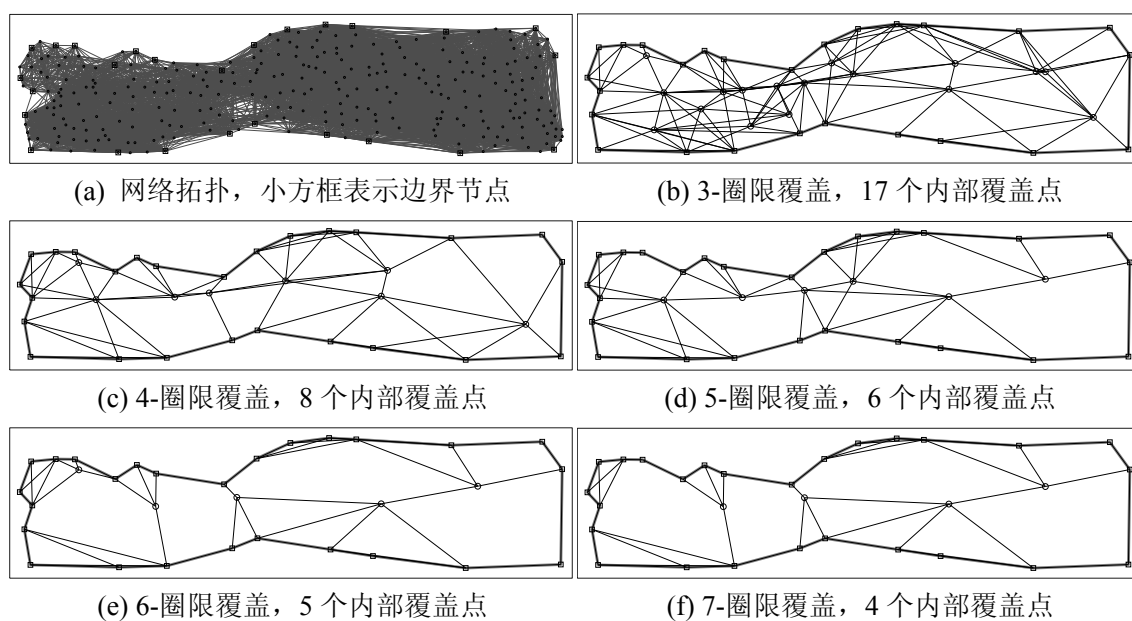 (a) 网络拓扑，小方框表示边界节点
(b) 3-圈限覆盖，17 个内部覆盖点
(c) 4-圈限覆盖，8 个内部覆盖点
(d) 5-圈限覆盖，6 个内部覆盖点
(e) 6-圈限覆盖，5 个内部覆盖点
(f) 7-圈限覆盖，4 个内部覆盖点